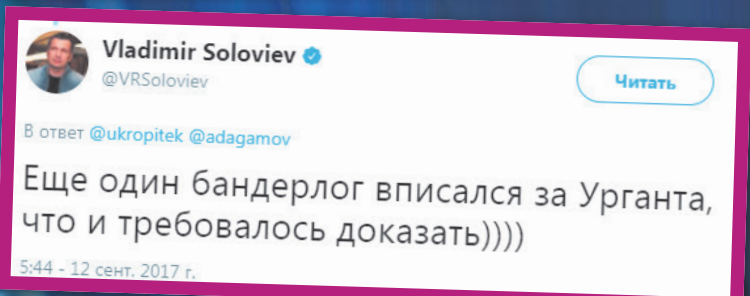 Vladimir Soloviev
@VRSoloviev
Читать
В ответ @ukropitek @adagamov
Еще один бандерлог вписался за Урганта,
что и требовалось доказать))))
5:44 - 12 сент. 2017 г.